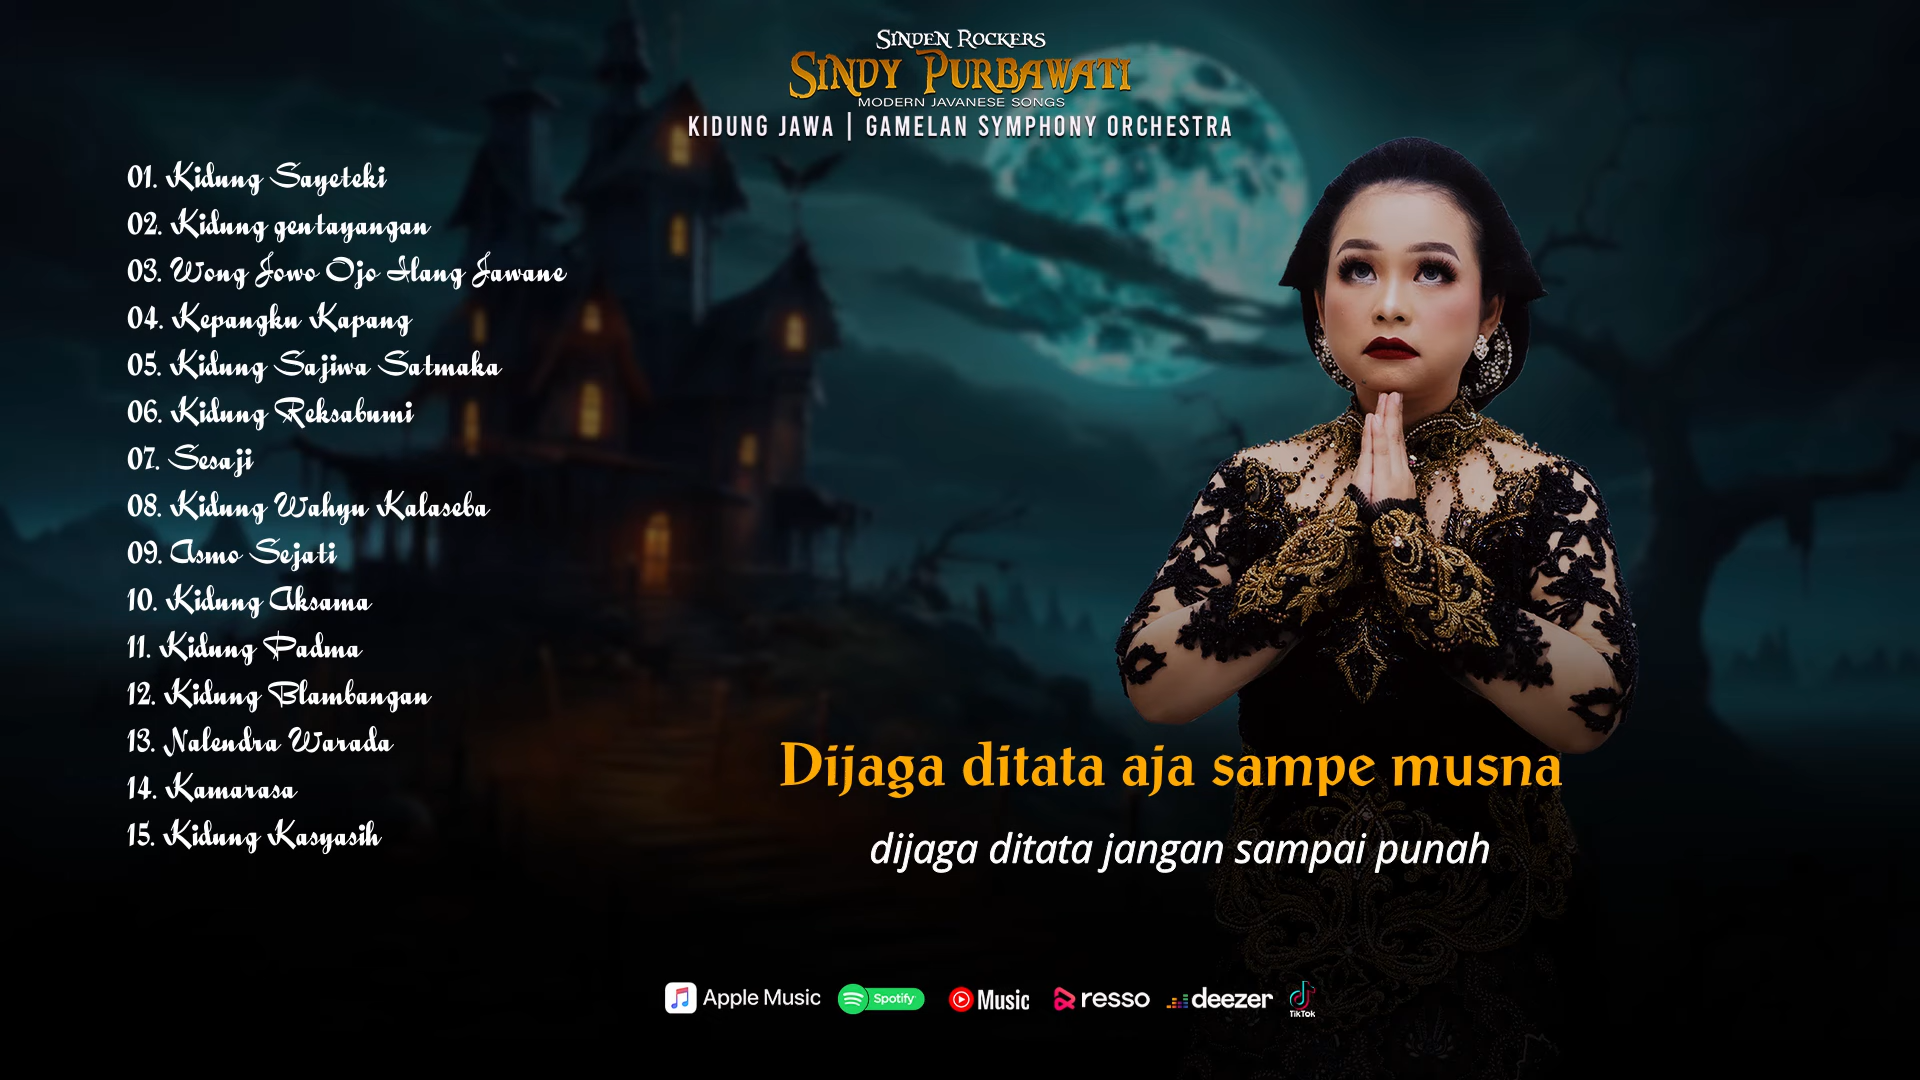 SINDEN ROCKERS
SINDY PURBAWATI
MODERN JAVANESE SONGS
KIDUNG JAWA | GAMELAN SYMPHONY ORCHESTRA
01. Kidung Sayeteki
02. Kidung gentayangan
03. Wong Jowo Ojo Ilang Jawane
04. Kepangku Kapang
05. Kidung Sajiwa Satmaka
06. Kidung Reksabumi
07. Sesaji
08. Kidung Wahyu Kalaseba
09. Asmo Sejati
10. Kidung Aksama
11. Kidung Padma
12. Kidung Blambangan
13. Nalendra Warada
14. Kamarasa
15. Kidung Kasyasih
Dijaga ditata aja sampe musna
dijaga ditata jangan sampai punah
Apple Music Spotify Music resso deezer TikTok